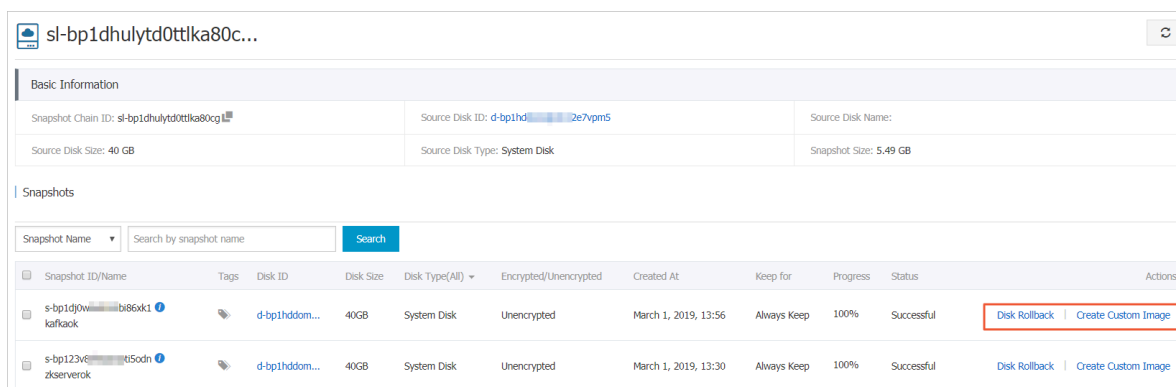 sl-bp1dhulytd0ttlka80c...
Basic Information
Snapshot Chain ID: sl-bp1dhulytd0ttlka80cg Source Disk ID: d-bp1hd 2e7vpm5 Source Disk Name:
Source Disk Size: 40 GB Source Disk Type: System Disk Snapshot Size: 5.49 GB
Snapshots
Snapshot Name Search by snapshot name Search
Snapshot ID/Name Tags Disk ID Disk Size Disk Type(All) Encrypted/Unencrypted Created At Keep for Progress Status Actions
s-bp1dj0w bi86xk1 d-bp1hddom... 40GB System Disk Unencrypted March 1, 2019, 13:56 Always Keep 100% Successful Disk Rollback | Create Custom Image
kafkaok
s-bp123v8 ti5odn d-bp1hddom... 40GB System Disk Unencrypted March 1, 2019, 13:30 Always Keep 100% Successful Disk Rollback | Create Custom Image
zkserverok